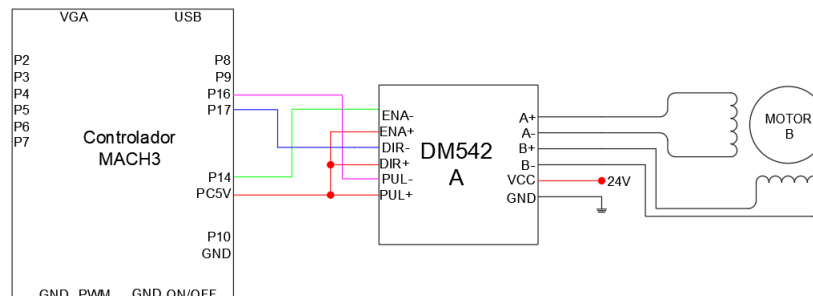 VGA USB
P2
P3
P4
P5
P6
P7
P8
P9
P16
P17
Controlador
MACH3
P14
PC5V
P10
GND
GND PWM GND ON/OFF
ENA-
ENA+
DIR-
DIR+
PUL-
PUL+
DM542
A
A+
A-
B+
B-
VCC
GND
24V
MOTOR
B